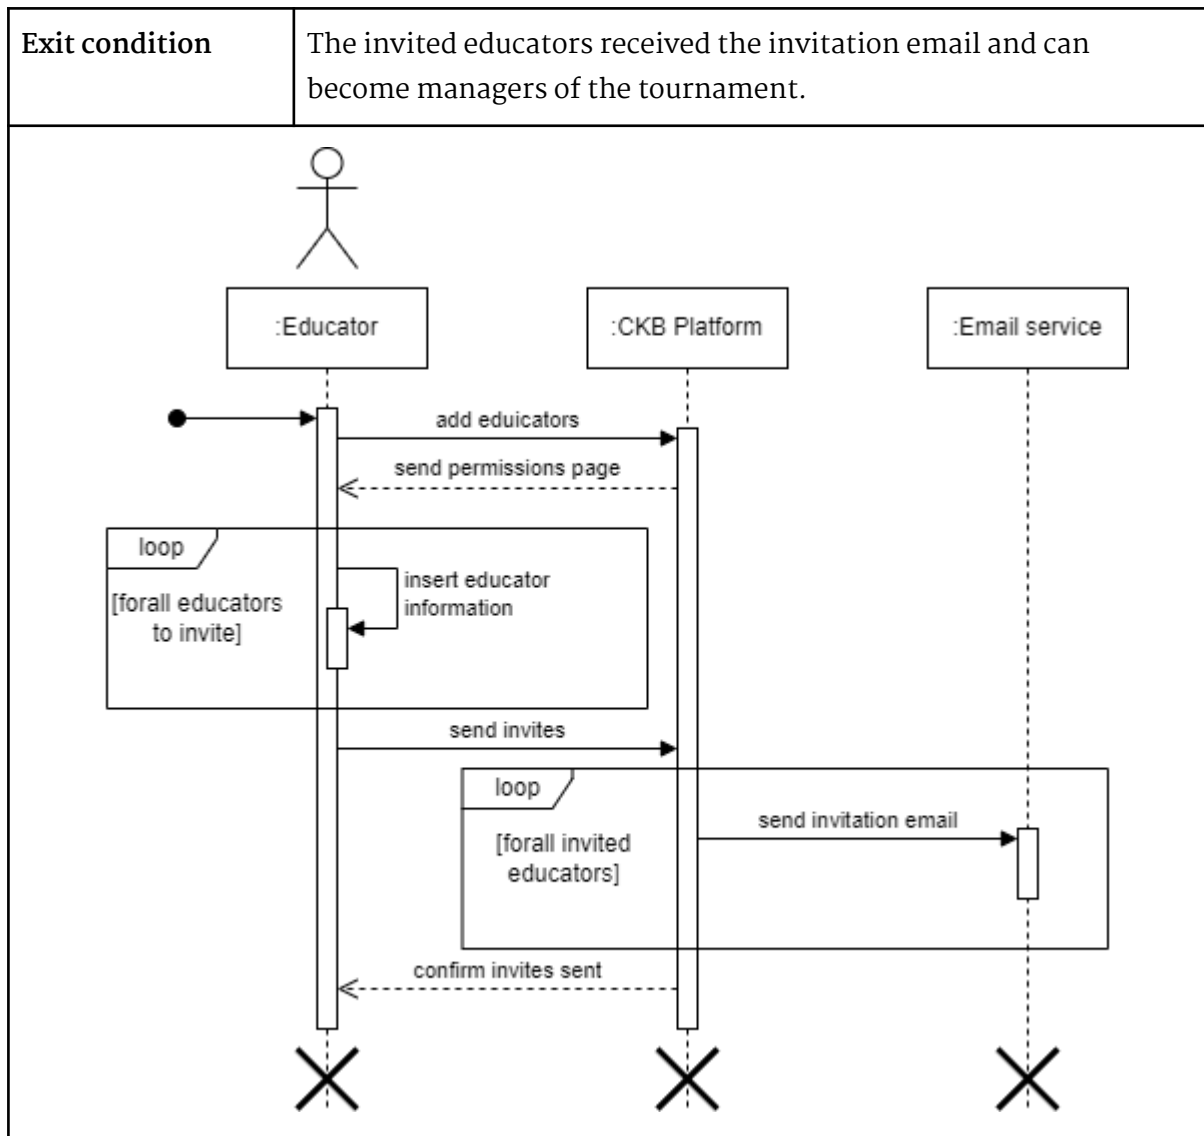 Exit condition
The invited educators received the invitation email and can
become managers of the tournament.
:Educator
:CKB Platform
:Email service
add eduicators
send permissions page
loop
[forall educators
to invite]
insert educator
information
send invites
loop
[forall invited
educators]
send invitation email
confirm invites sent